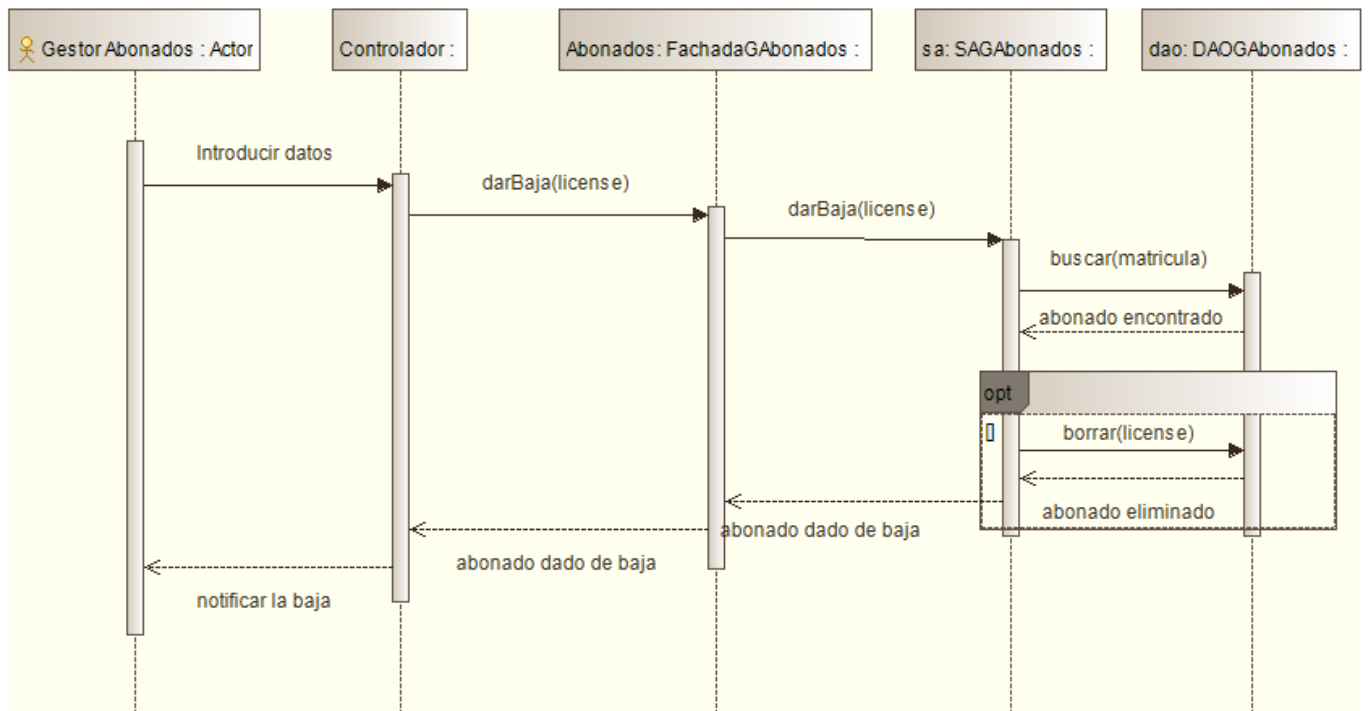 Gestor Abonados : Actor
Controlador :
Abonados: FachadaGAbonados :
sa: SAGAbonados :
dao: DAOGAbonados :
Introducir datos
darBaja(license)
darBaja(license)
buscar(matricula)
abonado encontrado
opt
[]
borrar(license)
abonado eliminado
abonado dado de baja
abonado dado de baja
notificar la baja